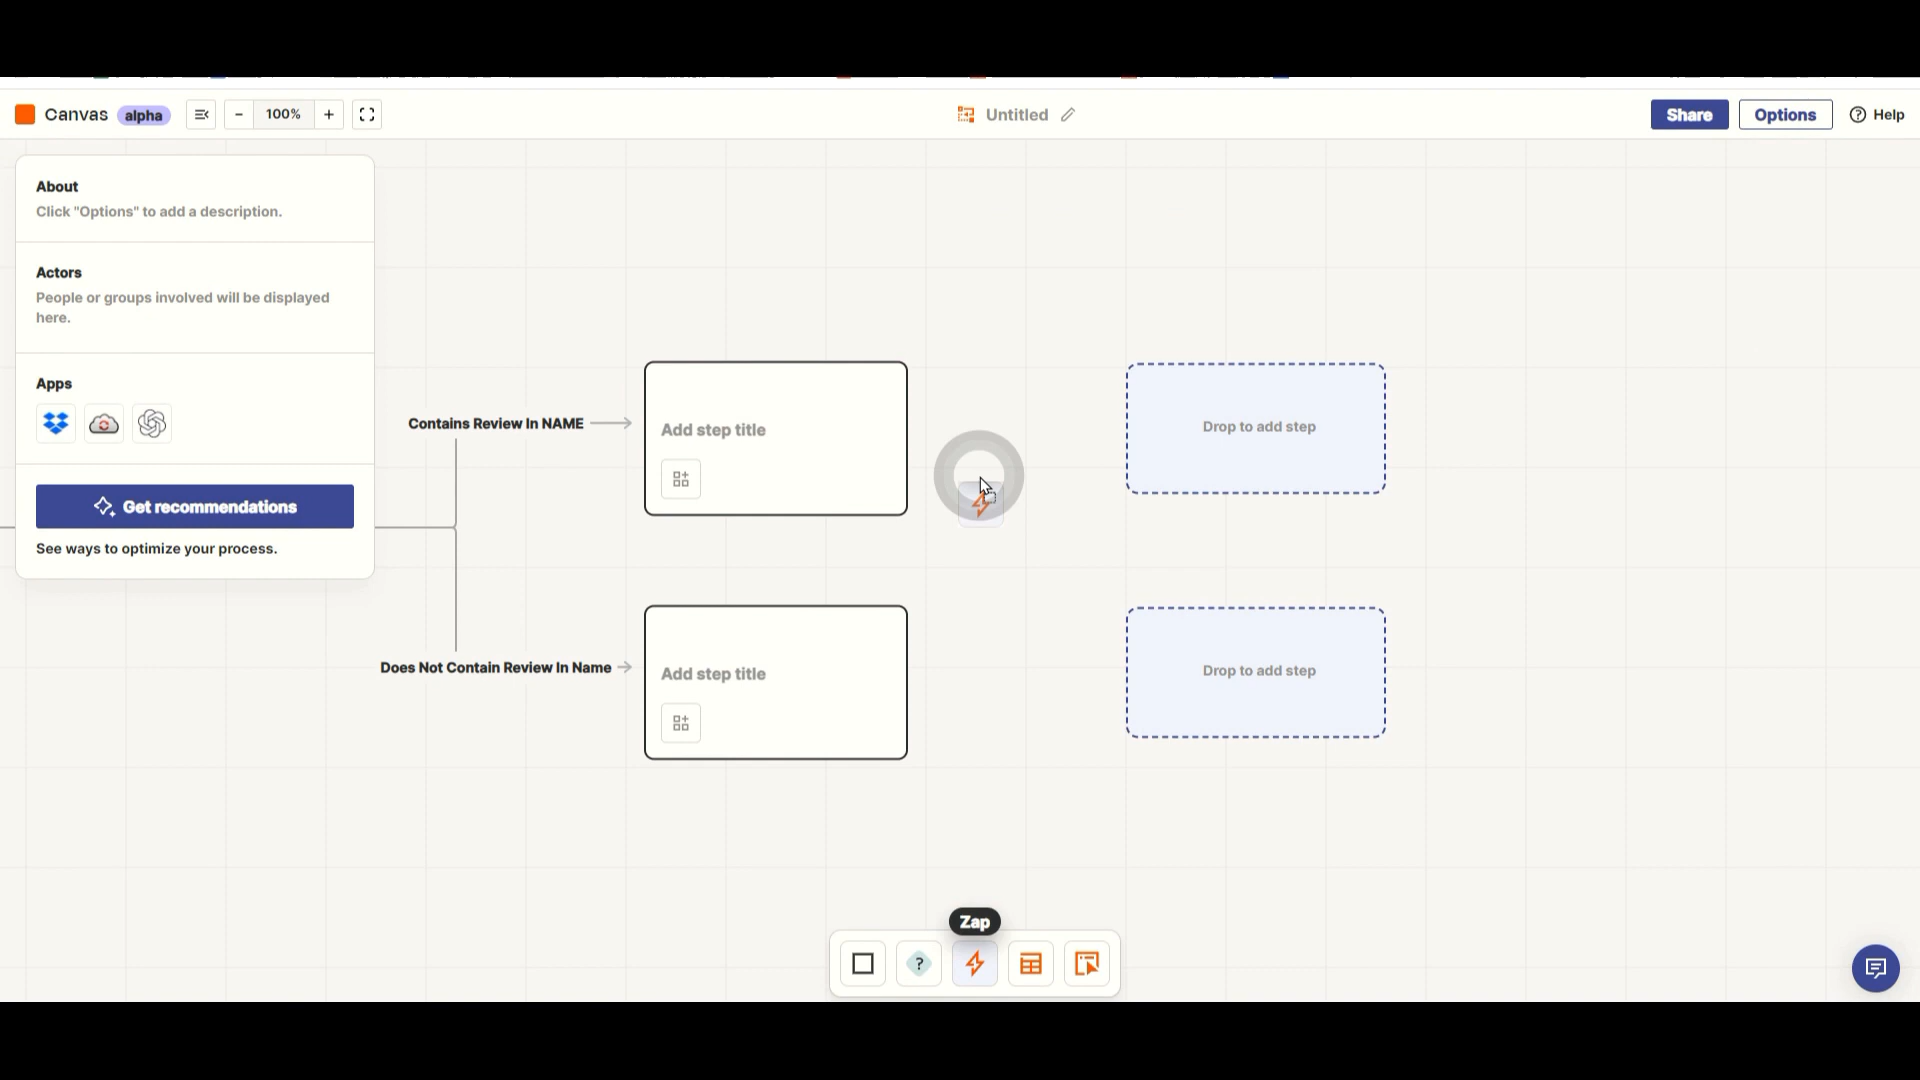 Canvas alpha
100%
Untitled
Share
Options
Help
About
Click "Options" to add a description.
Actors
People or groups involved will be displayed
here.
Apps
Get recommendations
See ways to optimize your process.
Contains Review In NAME
Add step title
Drop to add step
Does Not Contain Review In Name
Add step title
Drop to add step
Zap
?